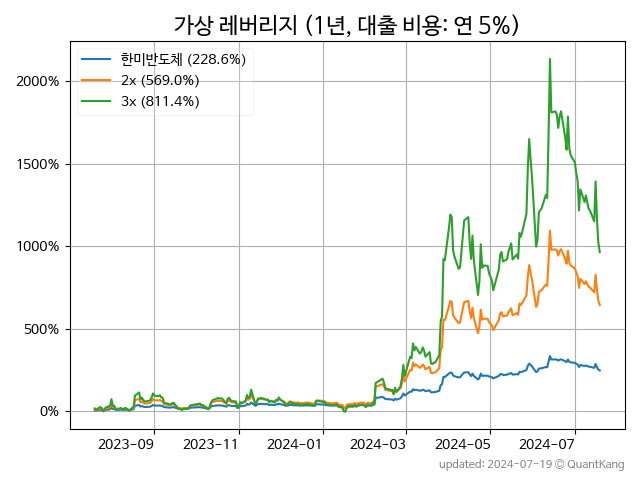 가상 레버리지 (1년, 대출 비용: 연 5%)
한미반도체 (228.6%)
2x (569.0%)
3x (811.4%)
2000%
1500%
1000%
500%
0%
2023-09 2023-11 2024-01 2024-03 2024-05 2024-07
updated: 2024-07-19 © QuantKang